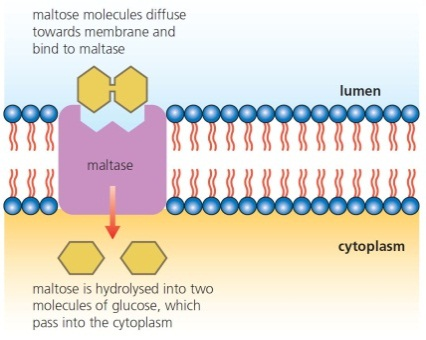 maltose molecules diffuse
towards membrane and
bind to maltase
lumen
maltase
cytoplasm
maltose is hydrolysed into two
molecules of glucose, which
pass into the cytoplasm